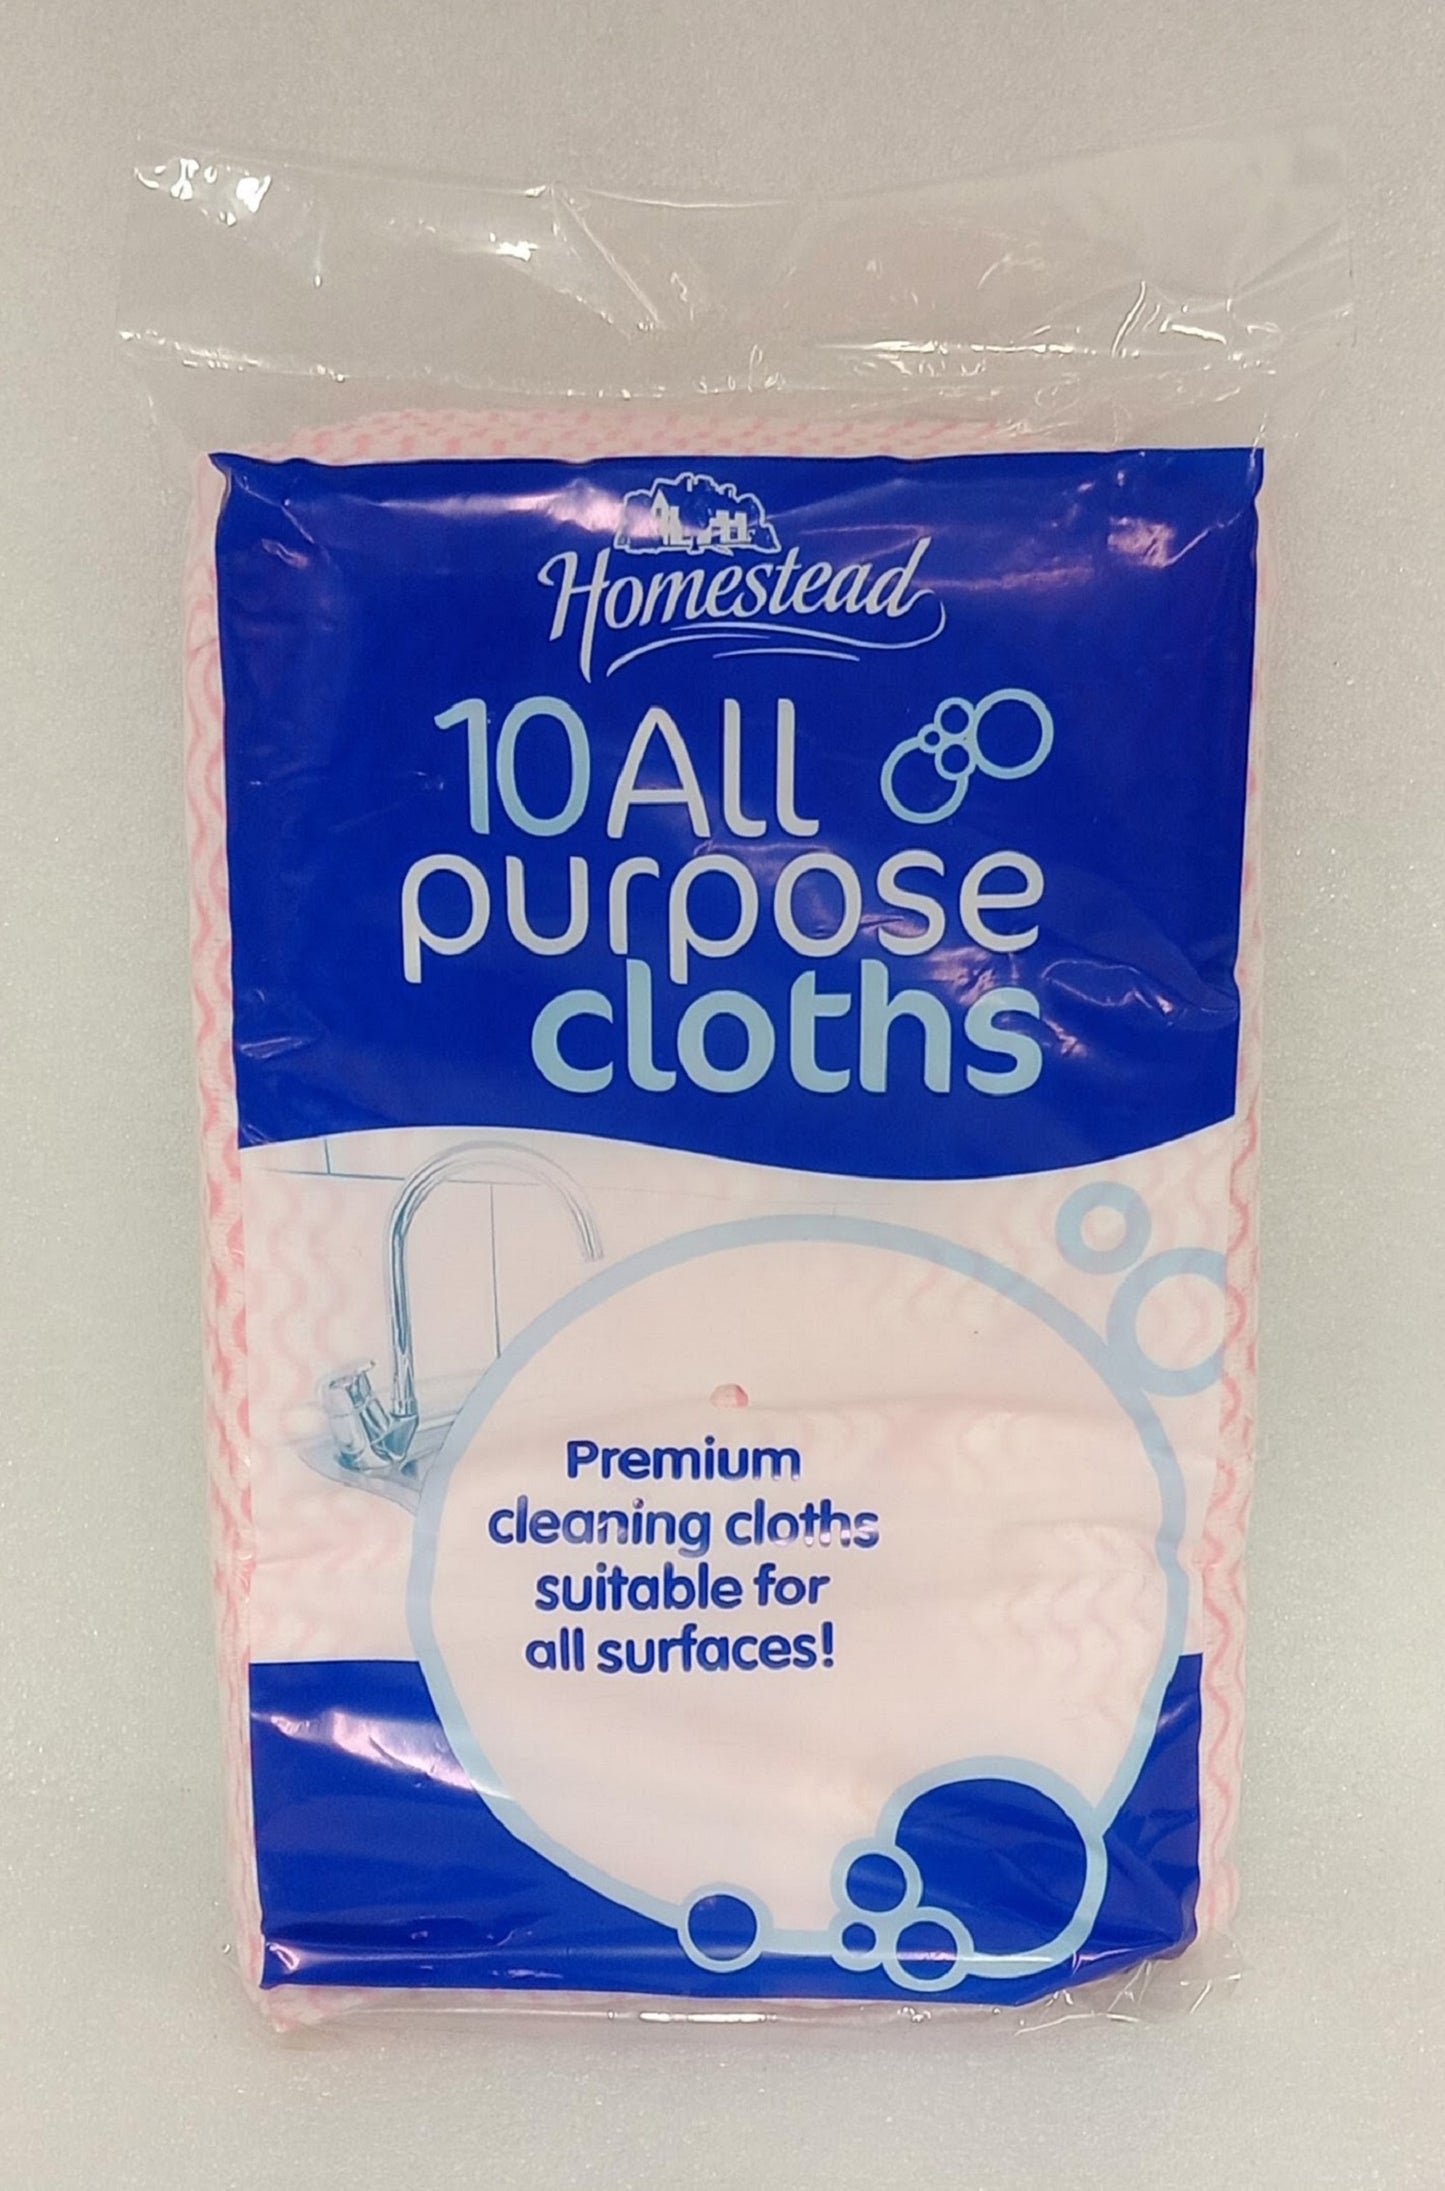 Homestead
10 All
purpose
cloths
Premium
cleaning cloths
suitable for
all surfaces!